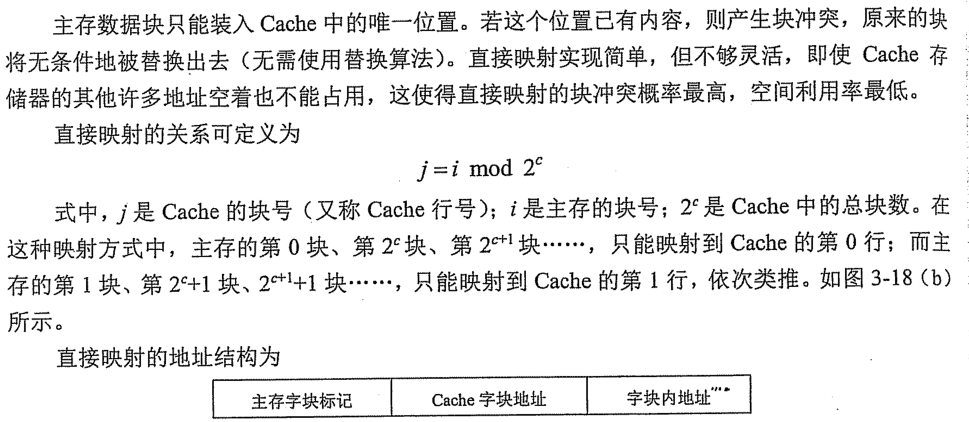 主存数据块只能装入 Cache 中的唯一位置。若这个位置已有内容，则产生块冲突，原来的块
将无条件地被替换出去（无需使用替换算法）。直接映射实现简单，但不够灵活，即使 Cache 存
储器的其他许多地址空着也不能占用，这使得直接映射的块冲突概率最高，空间利用率最低。
直接映射的关系可定义为
j=i mod 2^c
式中，j 是 Cache 的块号（又称 Cache 行号）；i 是主存的块号；2^c 是 Cache 中的总块数。在
这种映射方式中，主存的第 0 块、第 2^c 块、第 2^{c+1} 块……，只能映射到 Cache 的第 0 行；而主
存的第 1 块、第 2^c+1 块、2^{c+1}+1 块……，只能映射到 Cache 的第 1 行，依次类推。如图 3-18（b）
所示。
直接映射的地址结构为
主存字块标记 Cache 字块地址 字块内地址